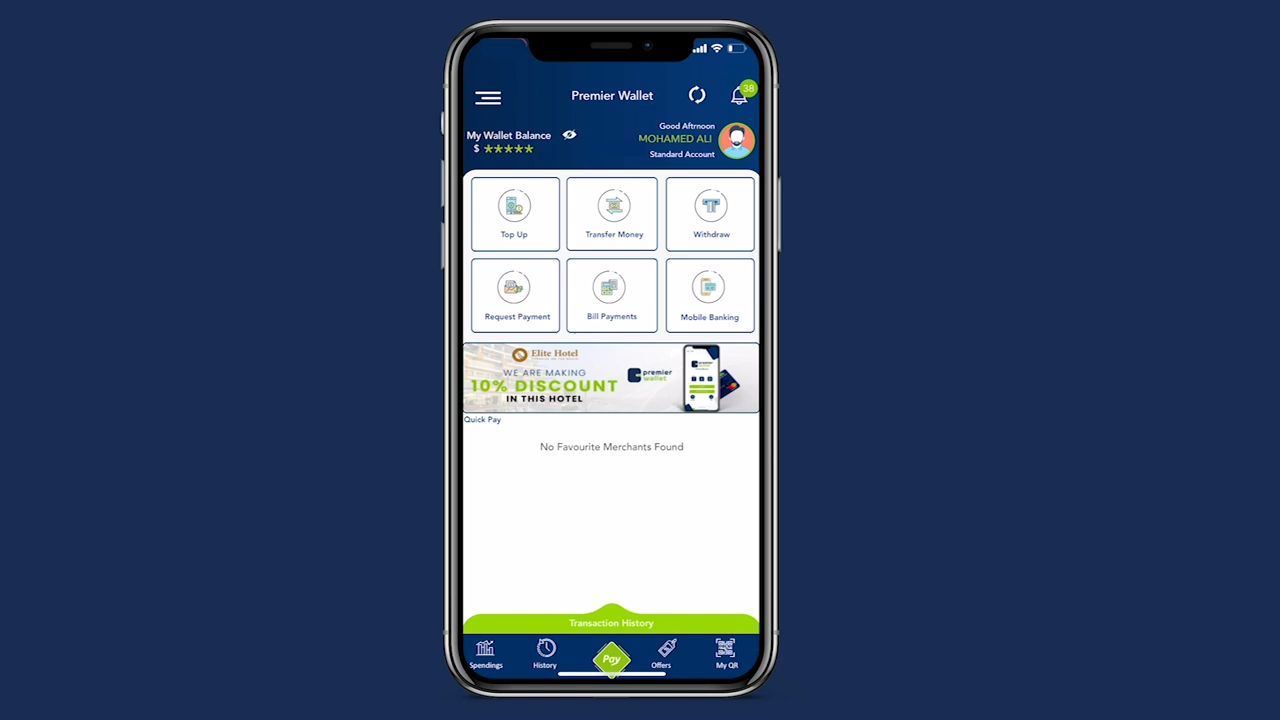 Premier Wallet
38
My Wallet Balance
$ *****
Good Aftrnoon
MOHAMED ALI
Standard Account
Top Up
Transfer Money
Withdraw
Request Payment
Bill Payments
Mobile Banking
Elite Hotel
WE ARE MAKING
10% DISCOUNT
IN THIS HOTEL
premier
wallet
Quick Pay
No Favourite Merchants Found
Transaction History
Spendings
History
Pay
Offers
My QR